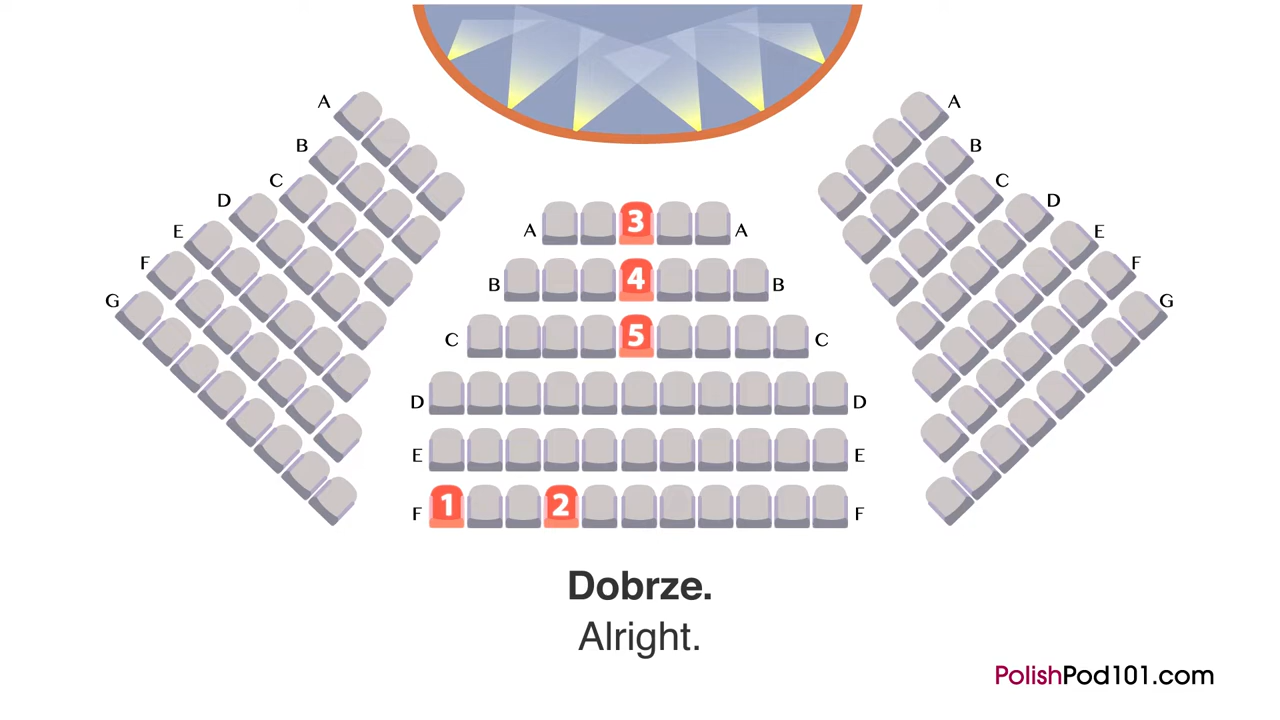 A A
B B
C C
D D
E E
F F
G G
A 3 A
B 4 B
C 5 C
D D
E E
F 1 2 F
Dobrze.
Alright.
PolishPod101.com